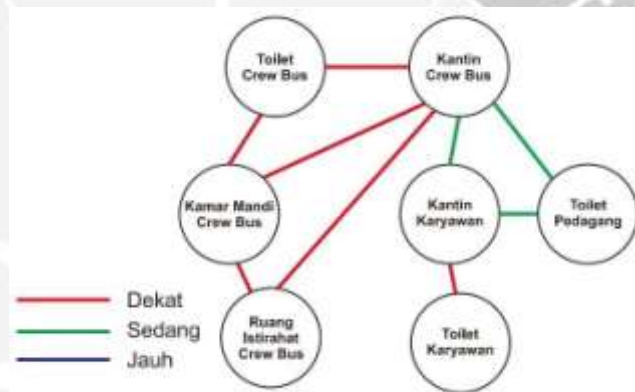 Toilet
Crew Bus
Kantin
Crew Bus
Kamar Mandi
Crew Bus
Kantin
Karyawan
Toilet
Pedagang
Ruang
Istirahat
Crew Bus
Toilet
Karyawan
Dekat
Sedang
Jauh